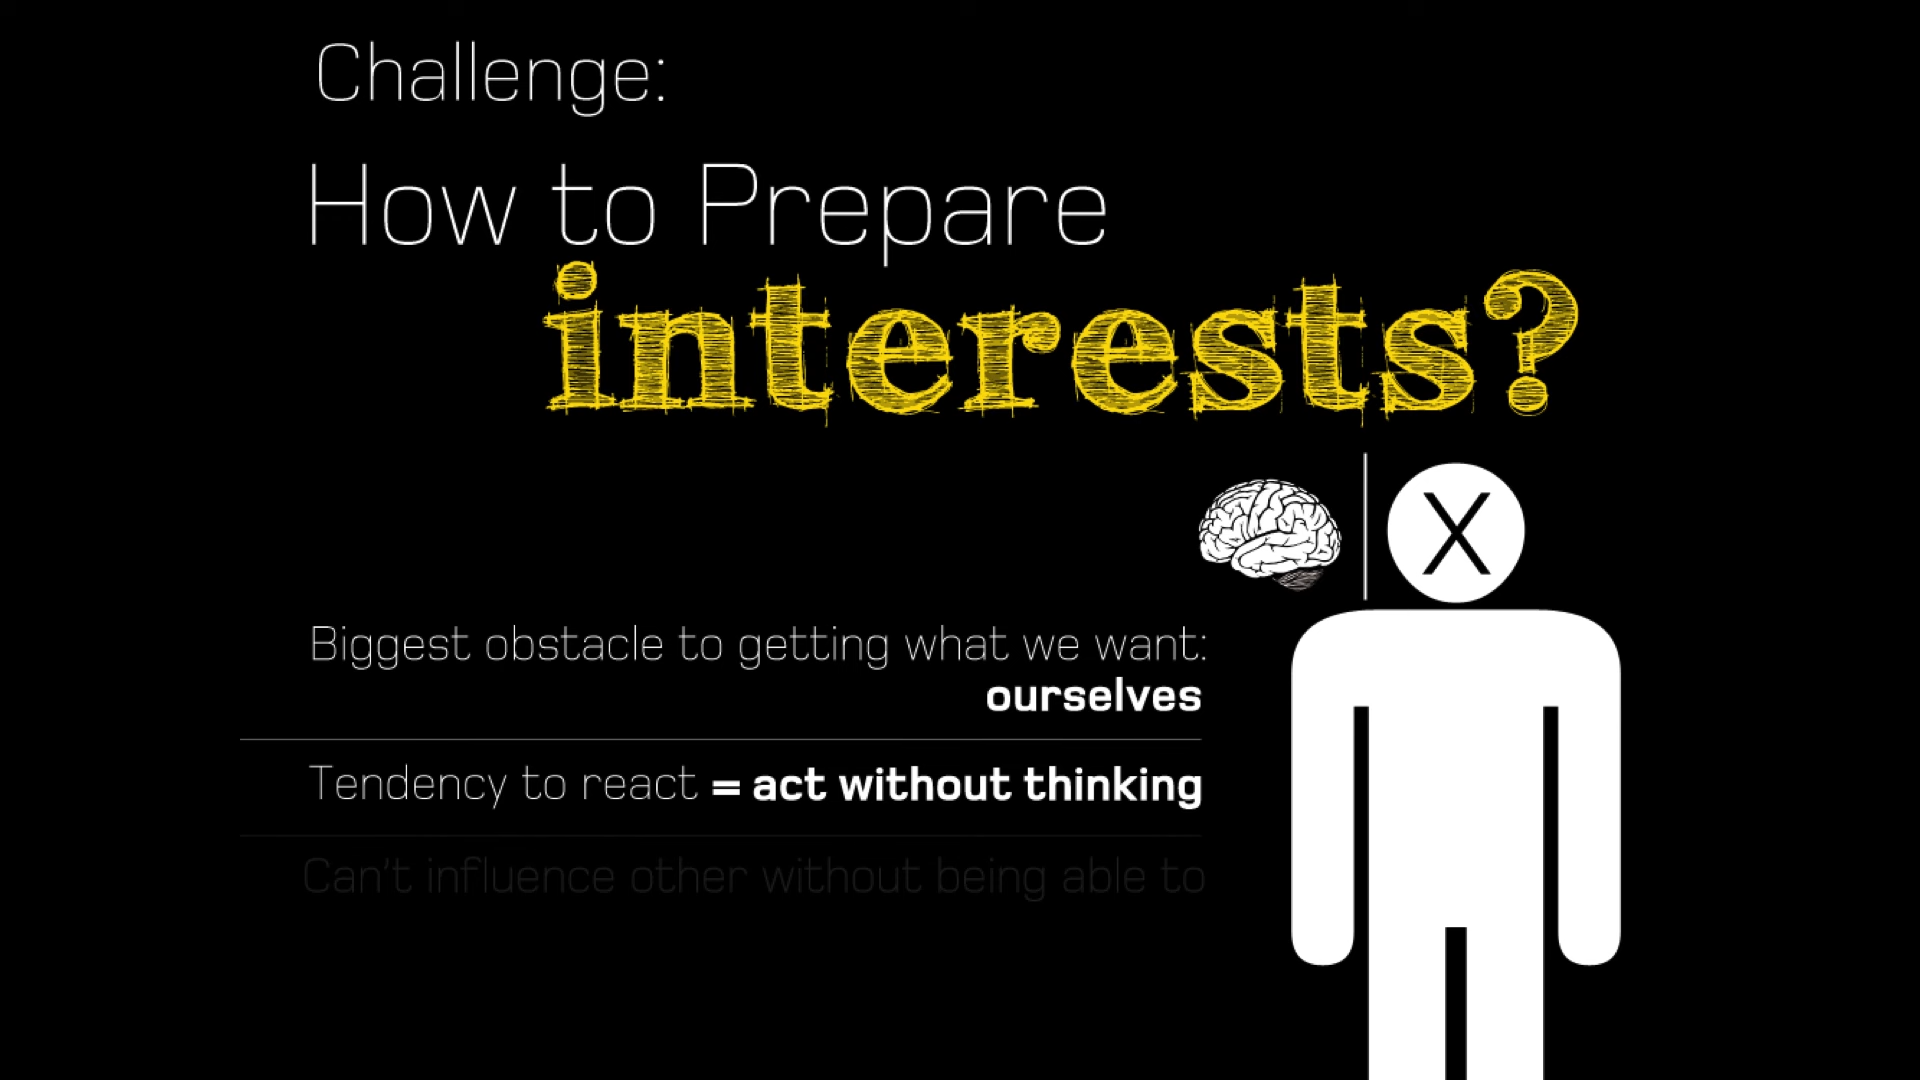 Challenge:
How to Prepare
interests?
X
Biggest obstacle to getting what we want:
ourselves
Tendency to react = act without thinking
Can't influence other without being able to